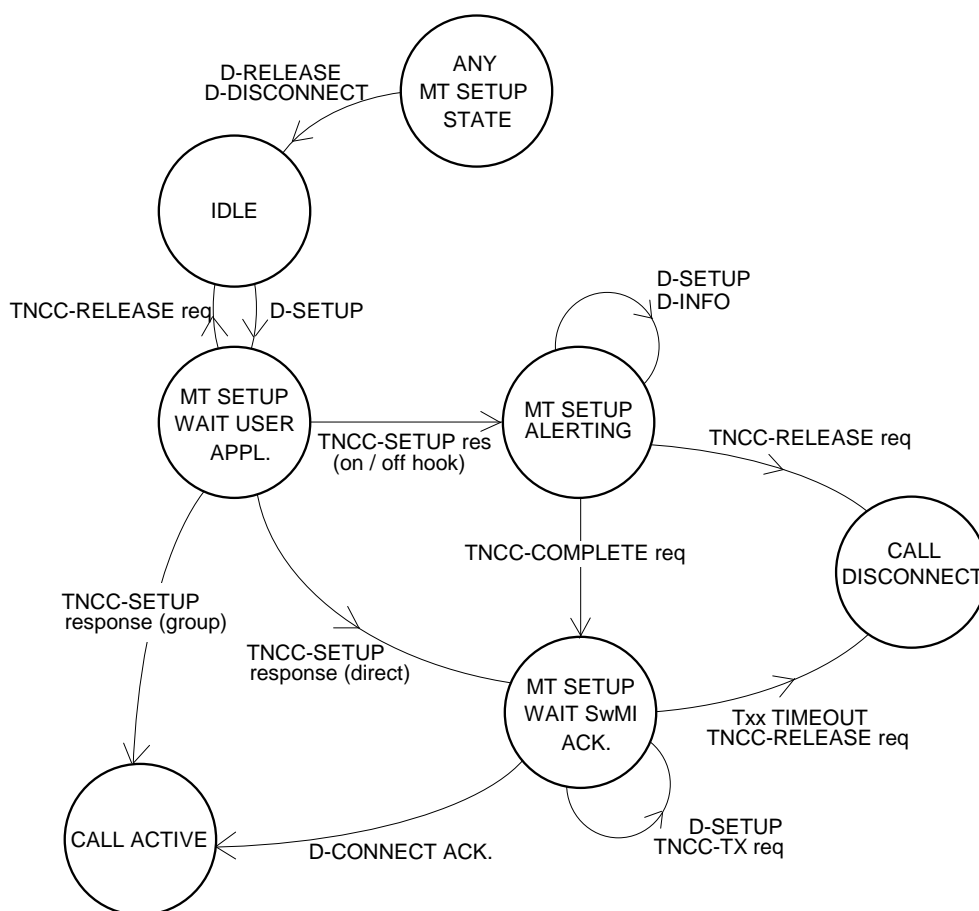 ANY
MT SETUP
STATE
D-RELEASE
D-DISCONNECT
IDLE
TNCC-RELEASE req
D-SETUP
D-SETUP
D-INFO
MT SETUP
WAIT USER
APPL.
MT SETUP
ALERTING
TNCC-SETUP res
(on / off hook)
TNCC-RELEASE req
TNCC-COMPLETE req
CALL
DISCONNECT
TNCC-SETUP
response (group)
TNCC-SETUP
response (direct)
MT SETUP
WAIT SwMI
ACK.
Txx TIMEOUT
TNCC-RELEASE req
CALL ACTIVE
D-CONNECT ACK.
D-SETUP
TNCC-TX req